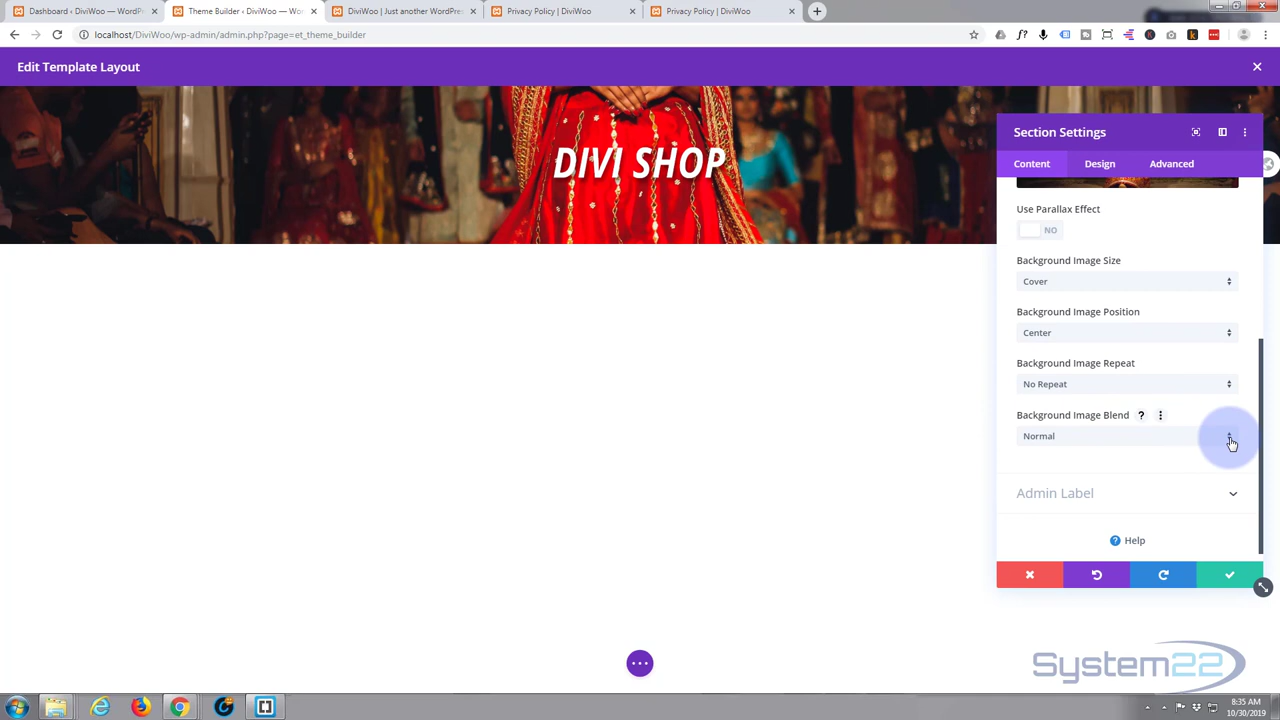 Dashboard ‹ DiviWoo — WordPr
Theme Builder ‹ DiviWoo — Wo
DiviWoo | Just another WordPres
Privacy Policy | DiviWoo
Privacy Policy | DiviWoo
localhost/DiviWoo/wp-admin/admin.php?page=et_theme_builder
Edit Template Layout
DIVI SHOP
Section Settings
Content
Design
Advanced
Use Parallax Effect
NO
Background Image Size
Cover
Background Image Position
Center
Background Image Repeat
No Repeat
Background Image Blend
Normal
Admin Label
Help
System22
8:35 AM
10/30/2019